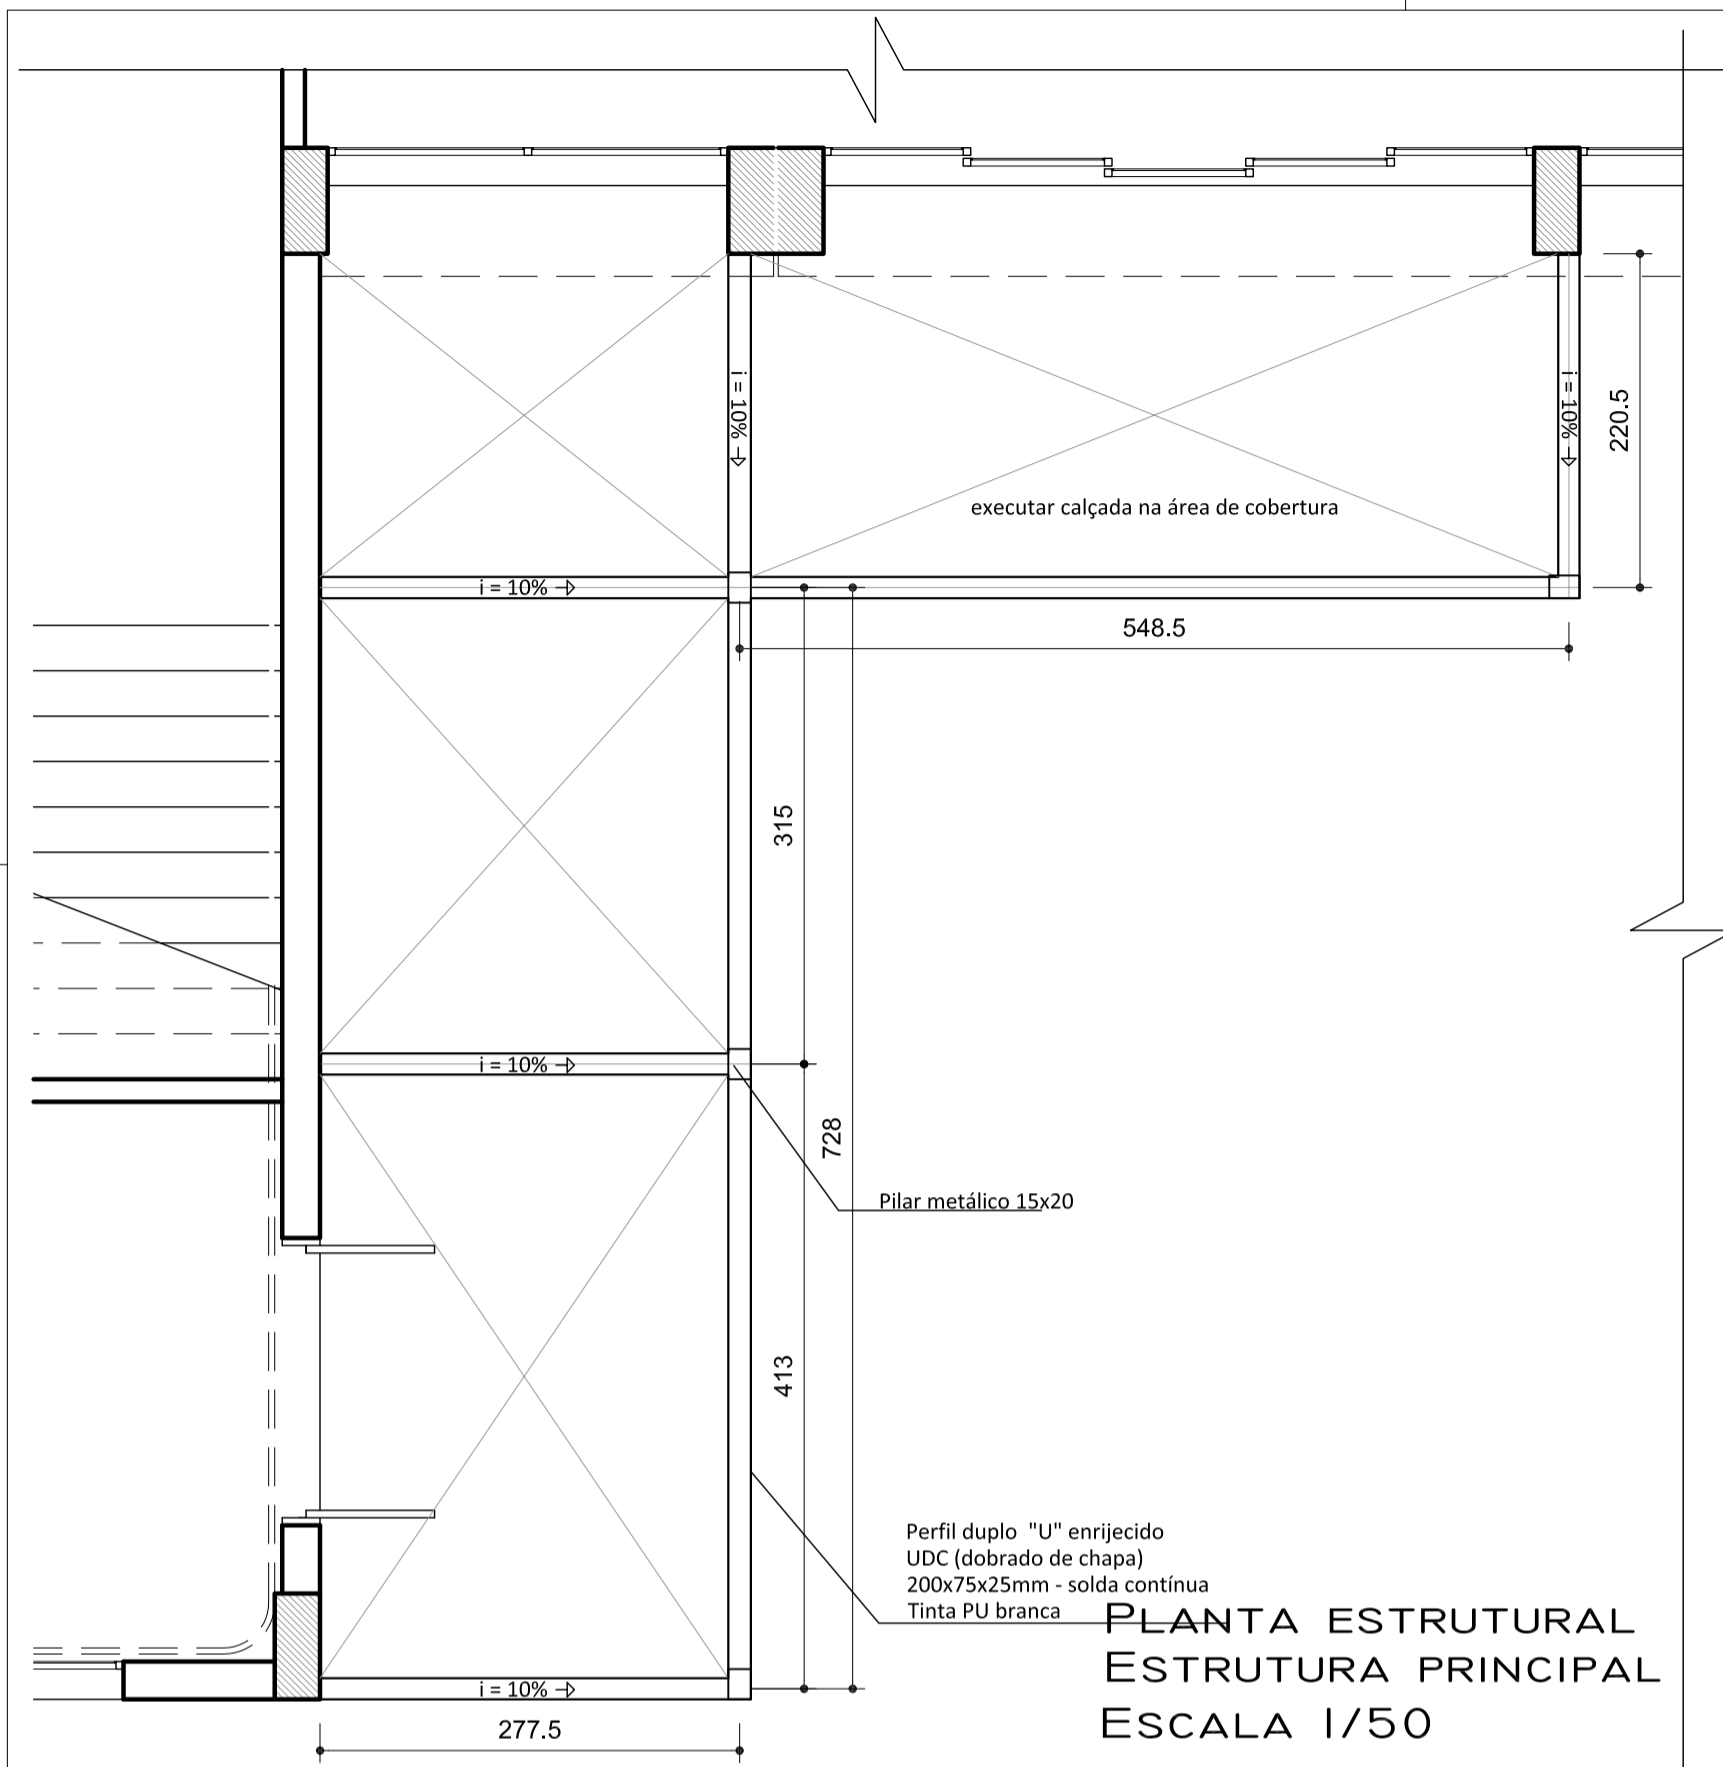 i = 10%
i = 10%
220.5
executar calçada na área de cobertura
i = 10%
548.5
315
i = 10%
728
Pilar metálico 15x20
413
Perfil duplo "U" enrijecido
UDC (dobrado de chapa)
200x75x25mm - solda contínua
Tinta PU branca
PLANTA ESTRUTURAL
ESTRUTURA PRINCIPAL
ESCALA 1/50
i = 10%
277.5